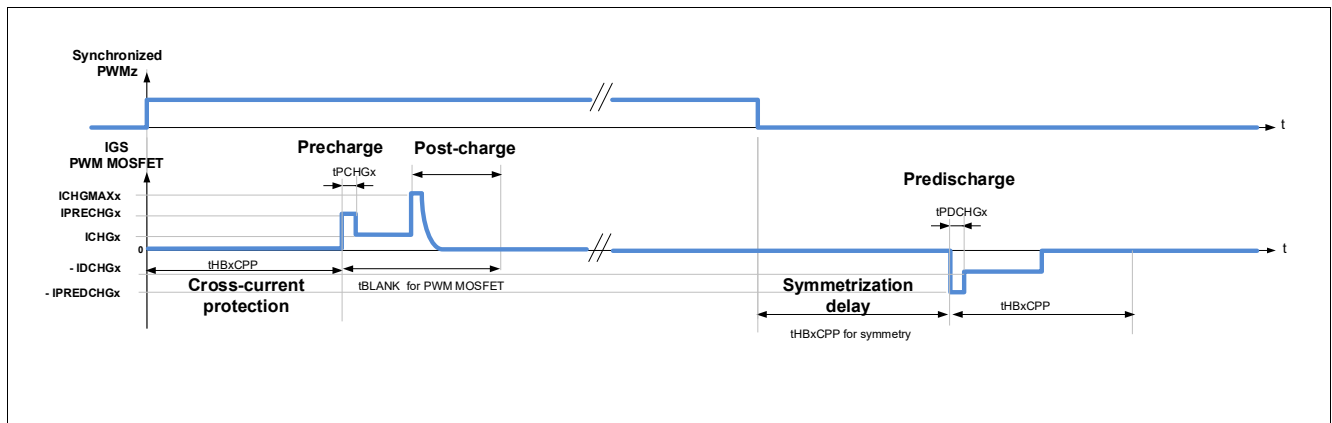 Synchronized
PWMz
t
IGS
PWM MOSFET
Precharge
Post-charge
tPCHGx
Predischarge
ICHGMAXx
IPRECHGx
tPDCHGx
ICHGx
0
t
tHBxCPP
- IDCHGx
tBLANK for PWM MOSFET
- IPREDCHGx
Cross-current
protection
Symmetrization
delay
tHBxCPP
tHBxCPP for symmetry